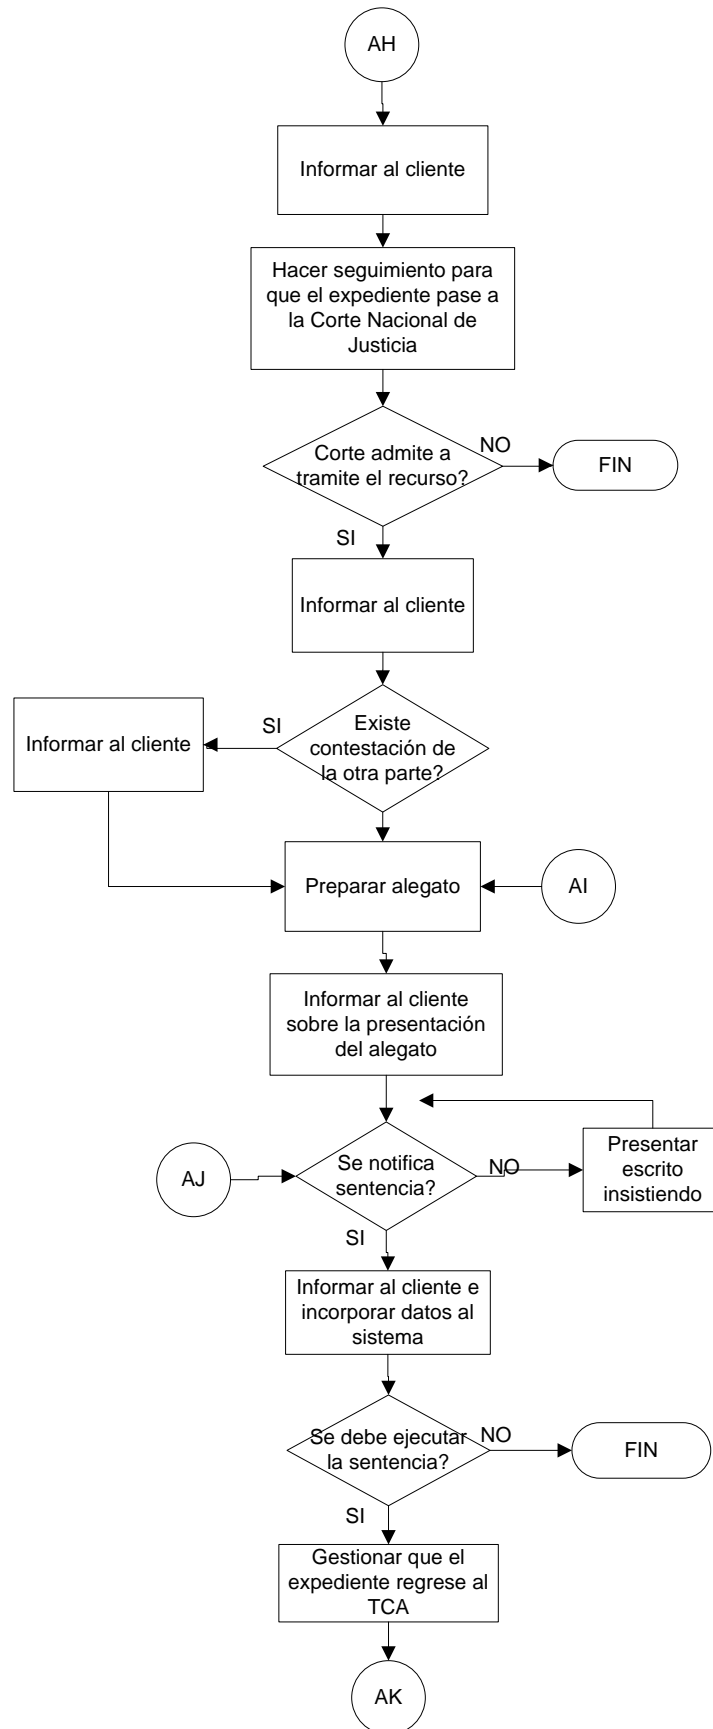 AH
Informar al cliente
Hacer seguimiento para
que el expediente pase a
la Corte Nacional de
Justicia
Corte admite a
tramite el recurso?
NO
FIN
SI
Informar al cliente
Existe
contestación de
la otra parte?
SI
Informar al cliente
Preparar alegato
AI
Informar al cliente
sobre la presentación
del alegato
Se notifica
sentencia?
AJ
NO
Presentar
escrito
insistiendo
SI
Informar al cliente e
incorporar datos al
sistema
Se debe ejecutar
la sentencia?
NO
FIN
SI
Gestionar que el
expediente regrese al
TCA
AK